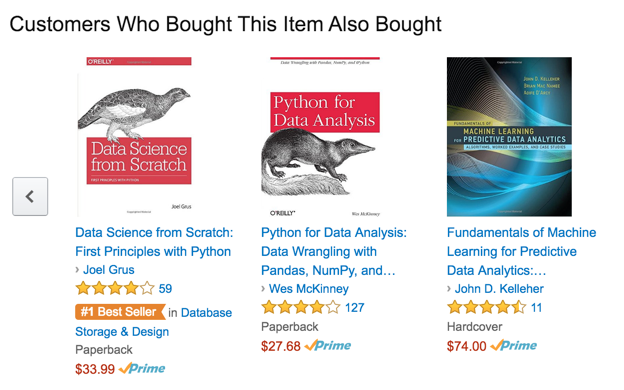 Customers Who Bought This Item Also Bought
O'REILLY®
Data Science
from Scratch
FIRST PRINCIPLES WITH PYTHON
Joel Grus
Data Science from Scratch:
First Principles with Python
› Joel Grus
59
#1 Best Seller in Database
Storage & Design
Paperback
$33.99 Prime
Data Wrangling with Pandas, NumPy, and IPython
Python for
Data Analysis
O'REILLY®
Wes McKinney
Python for Data Analysis:
Data Wrangling with
Pandas, NumPy, and…
› Wes McKinney
127
Paperback
$27.68 Prime
JOHN D. KELLEHER
BRIAN MAC NAMEE
AOIFE D'ARCY
FUNDAMENTALS OF
MACHINE LEARNING
FOR PREDICTIVE DATA ANALYTICS
ALGORITHMS, WORKED EXAMPLES, AND CASE STUDIES
Fundamentals of Machine
Learning for Predictive
Data Analytics:…
› John D. Kelleher
11
Hardcover
$74.00 Prime